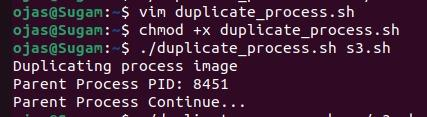 ojas@Sugam:~$ vim duplicate_process.sh
ojas@Sugam:~$ chmod +x duplicate_process.sh
ojas@Sugam:~$ ./duplicate_process.sh s3.sh
Duplicating process image
Parent Process PID: 8451
Parent Process Continue...